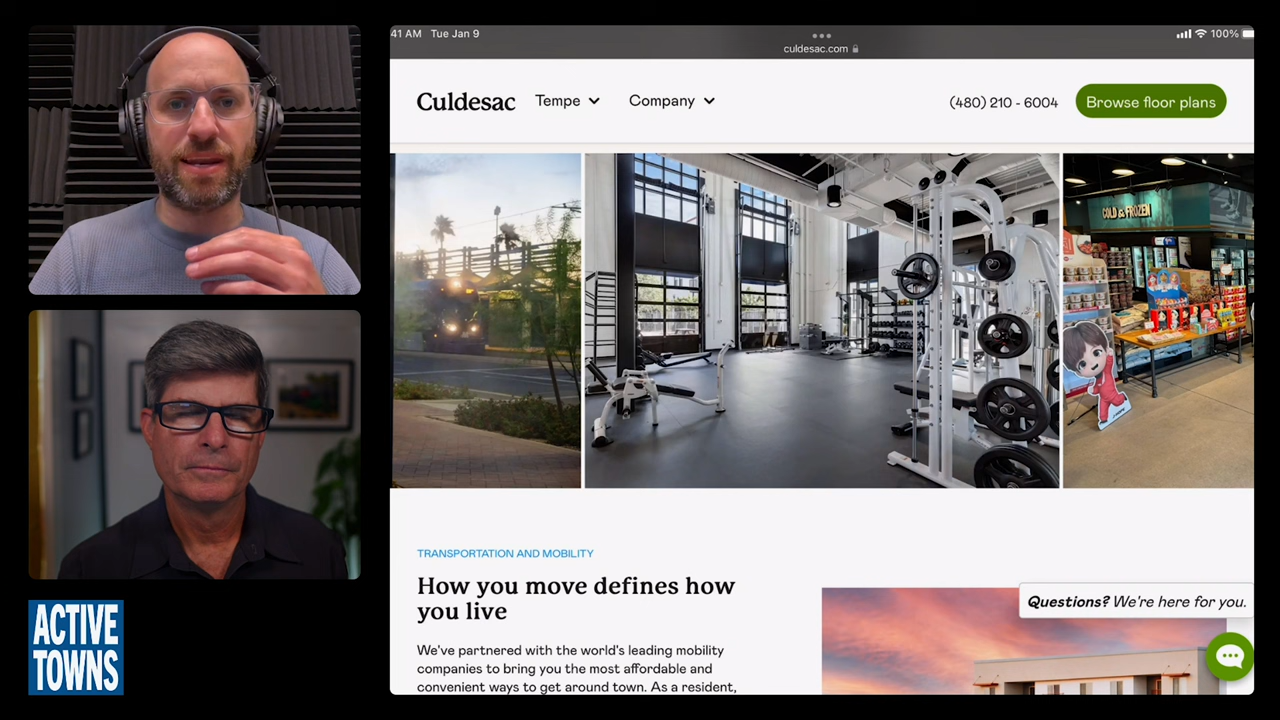 41 AM Tue Jan 9
culdesac.com
100%
Culdesac
Tempe
Company
(480) 210 - 6004
Browse floor plans
COLD & FROZEN
TRANSPORTATION AND MOBILITY
How you move defines how
you live
We've partnered with the world's leading mobility
companies to bring you the most affordable and
convenient ways to get around town. As a resident,
Questions? We're here for you.
ACTIVE
TOWNS